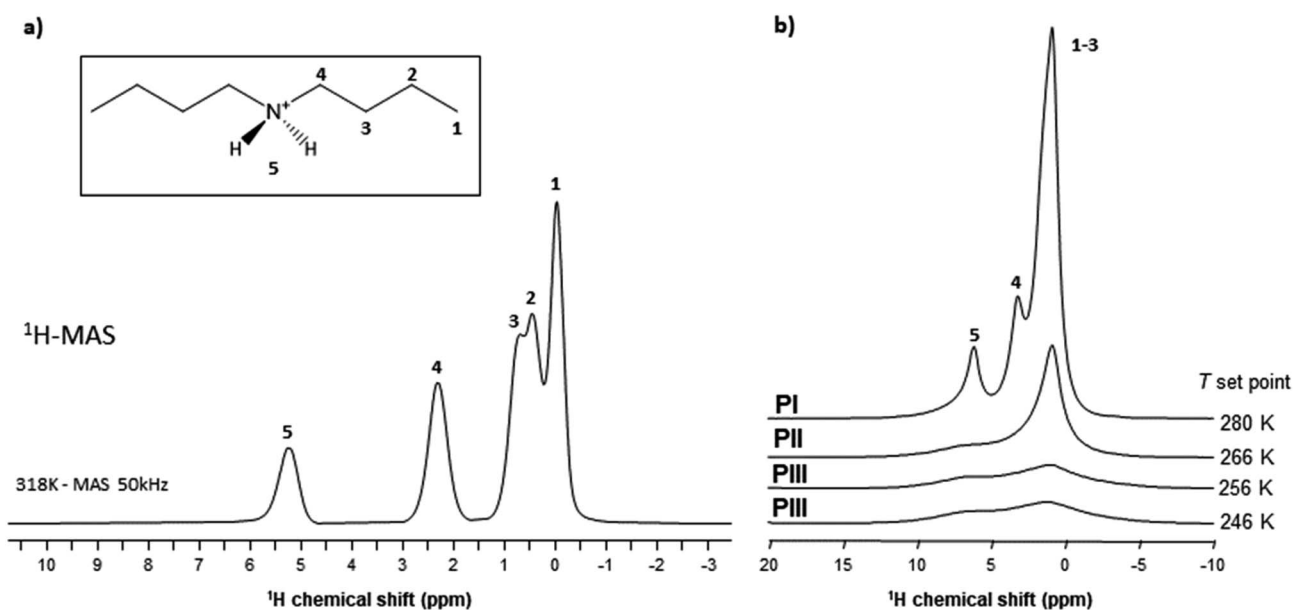 a)
4
2
N+
3
1
H
H
5
1
2
3
4
5
¹H-MAS
318K - MAS 50kHz
10 9 8 7 6 5 4 3 2 1 0 -1 -2 -3
¹H chemical shift (ppm)
b)
1-3
4
5
T set point
PI
280 K
PII
266 K
PIII
256 K
PIII
246 K
20 15 10 5 0 -5 -10
¹H chemical shift (ppm)